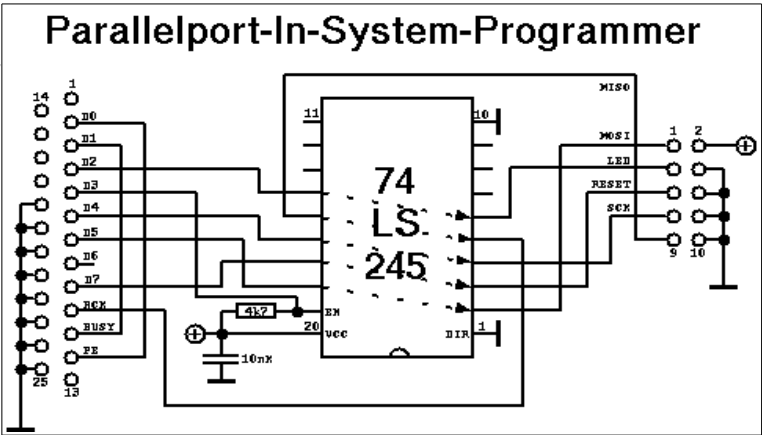 Parallelport-In-System-Programmer
MISO
14
1
D0
D1
D2
D3
D4
D5
D6
D7
ACK
BUSY
PE
25
13
11
10
74
LS
245
EN
20
VCC
DIR
1
4k7
10nK
MOSI
LED
RESET
SCK
1
2
9
10